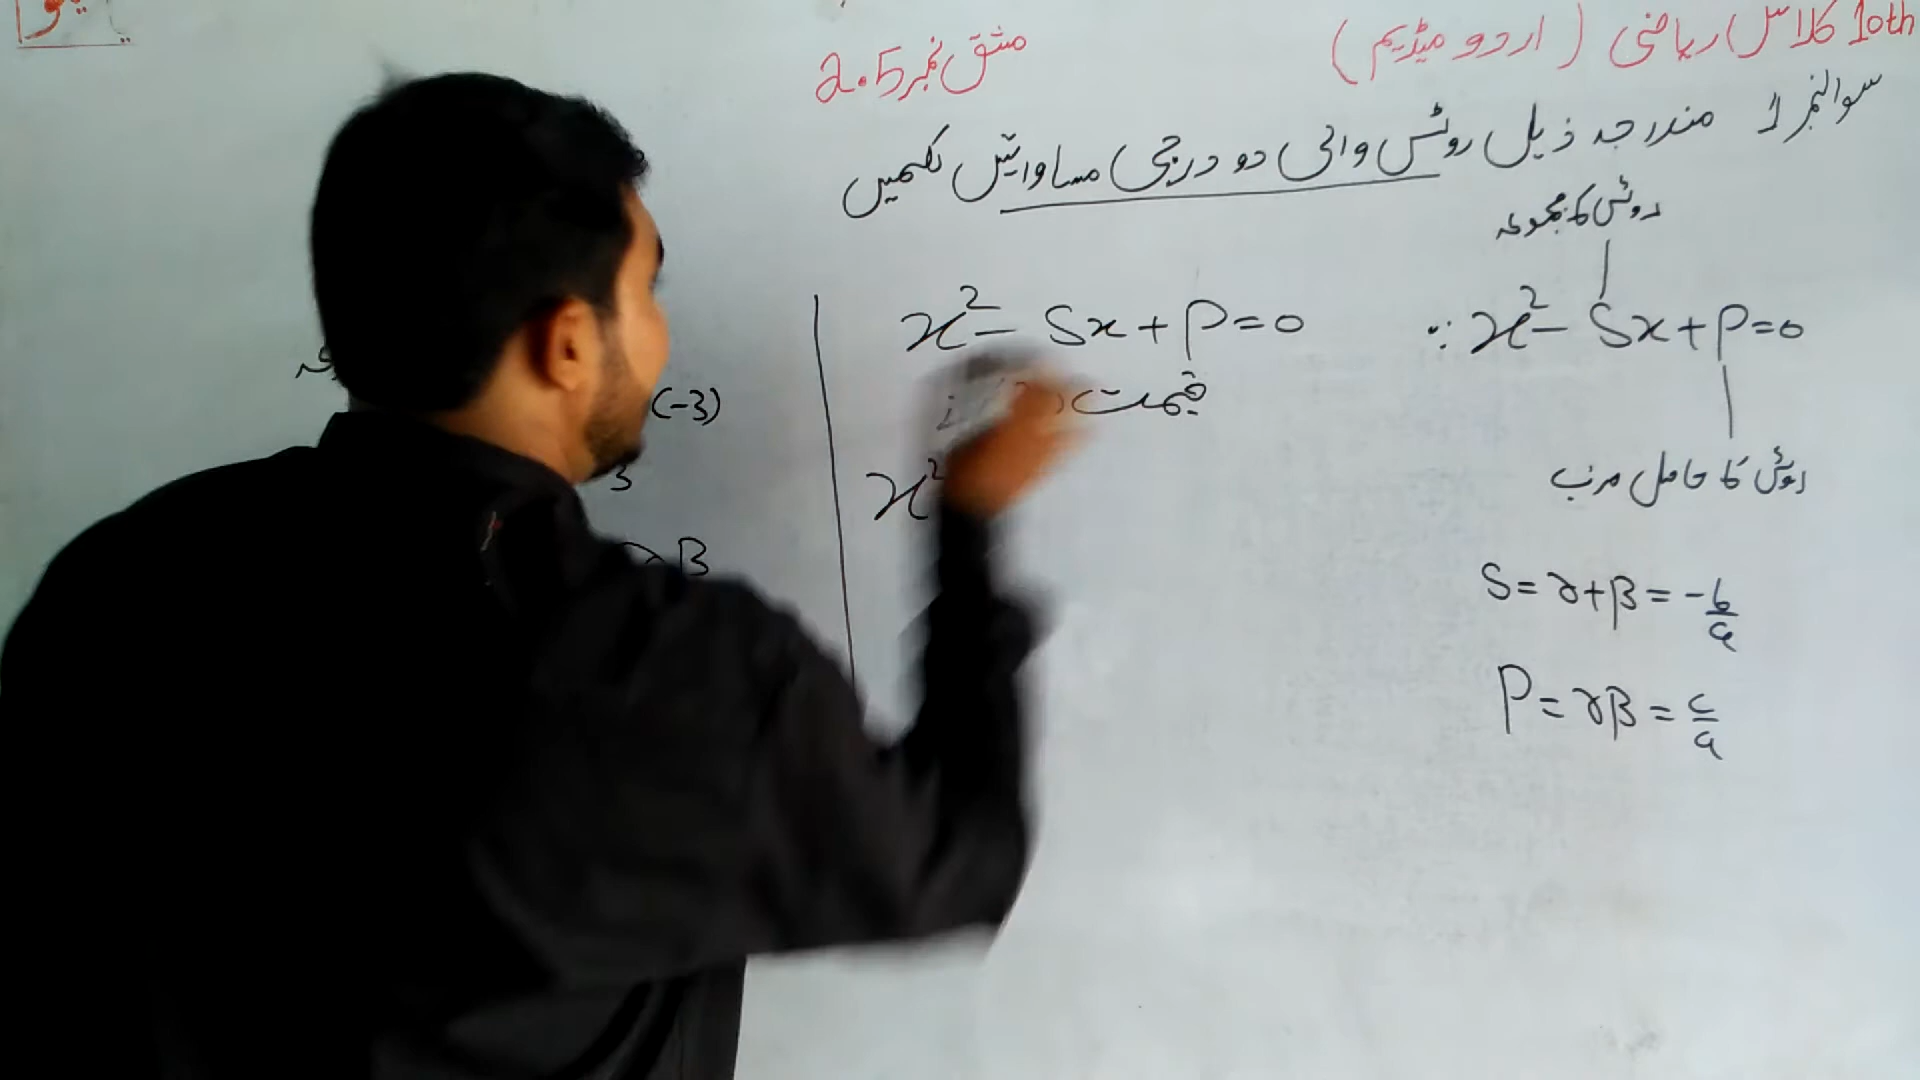 10th کلاس ریاضی (اردو میڈیم)
مشق نمبر 2.5
سوال نمبر 1 مندرجہ ذیل روٹس والی دو درجی مساواتیں لکھیں
روٹس کا مجموعہ
∵ x² - Sx + P = 0
روٹس کا حاصل ضرب
S = α + β = -b/a
P = αβ = c/a
x² - Sx + P = 0
قیمت
x²
(-3)
3
β